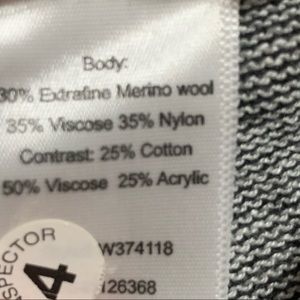 Body:
30% Extrafine Merino wool
35% Viscose 35% Nylon
Contrast: 25% Cotton
50% Viscose 25% Acrylic
SPECTOR
4
W374118
126368